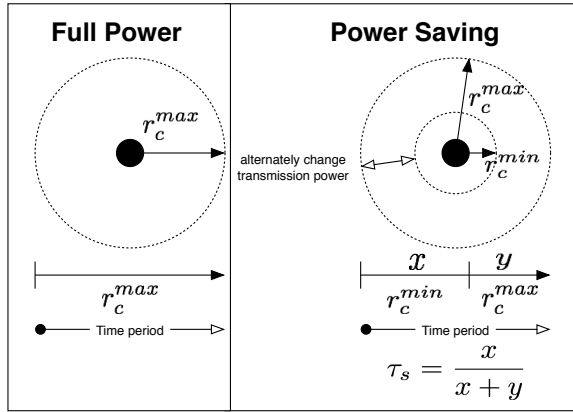 Full Power
r_c^{max}
r_c^{max}
Time period
Power Saving
r_c^{max}
r_c^{min}
alternately change
transmission power
x y
r_c^{min} r_c^{max}
Time period
τ_s = \frac{x}{x + y}